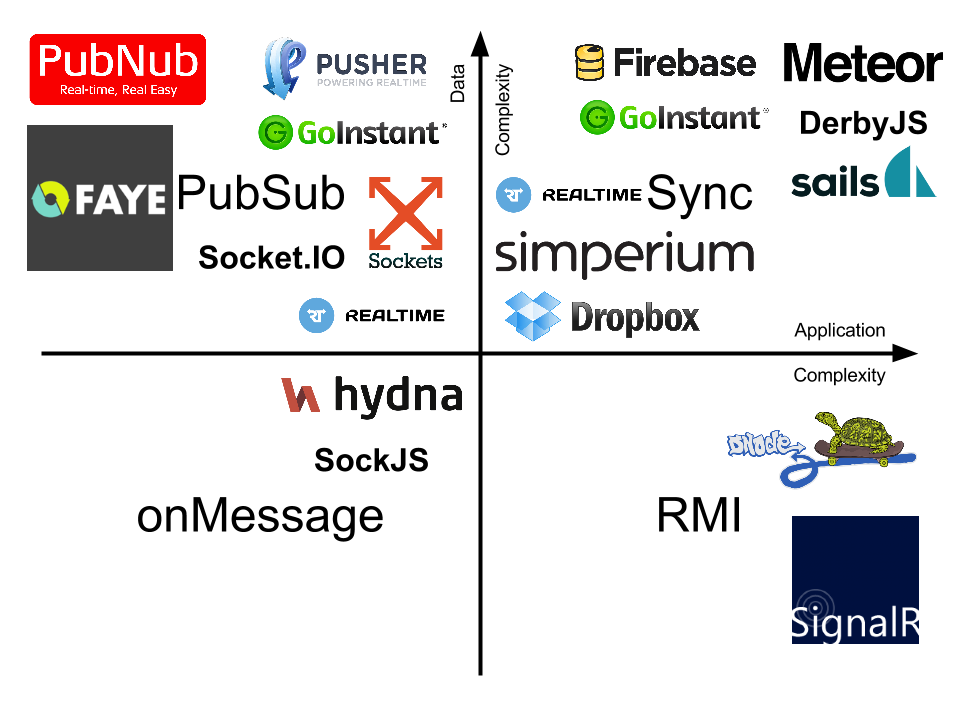 PubNub
Real-time, Real Easy
PUSHER
POWERING REALTIME
GoInstant
FAYE
PubSub
Socket.IO
Sockets
REALTIME
Data
Complexity
Firebase
Meteor
GoInstant
DerbyJS
sails
REALTIME
Sync
simperium
Dropbox
Application
Complexity
hydna
SockJS
onMessage
DNode
RMI
SignalR